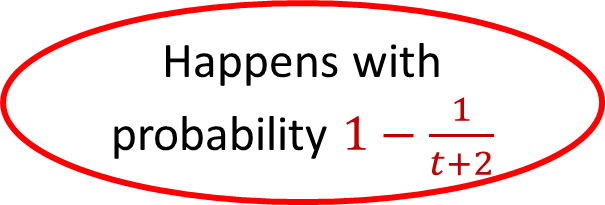 Happens with
probability 1 − 1/(t+2)